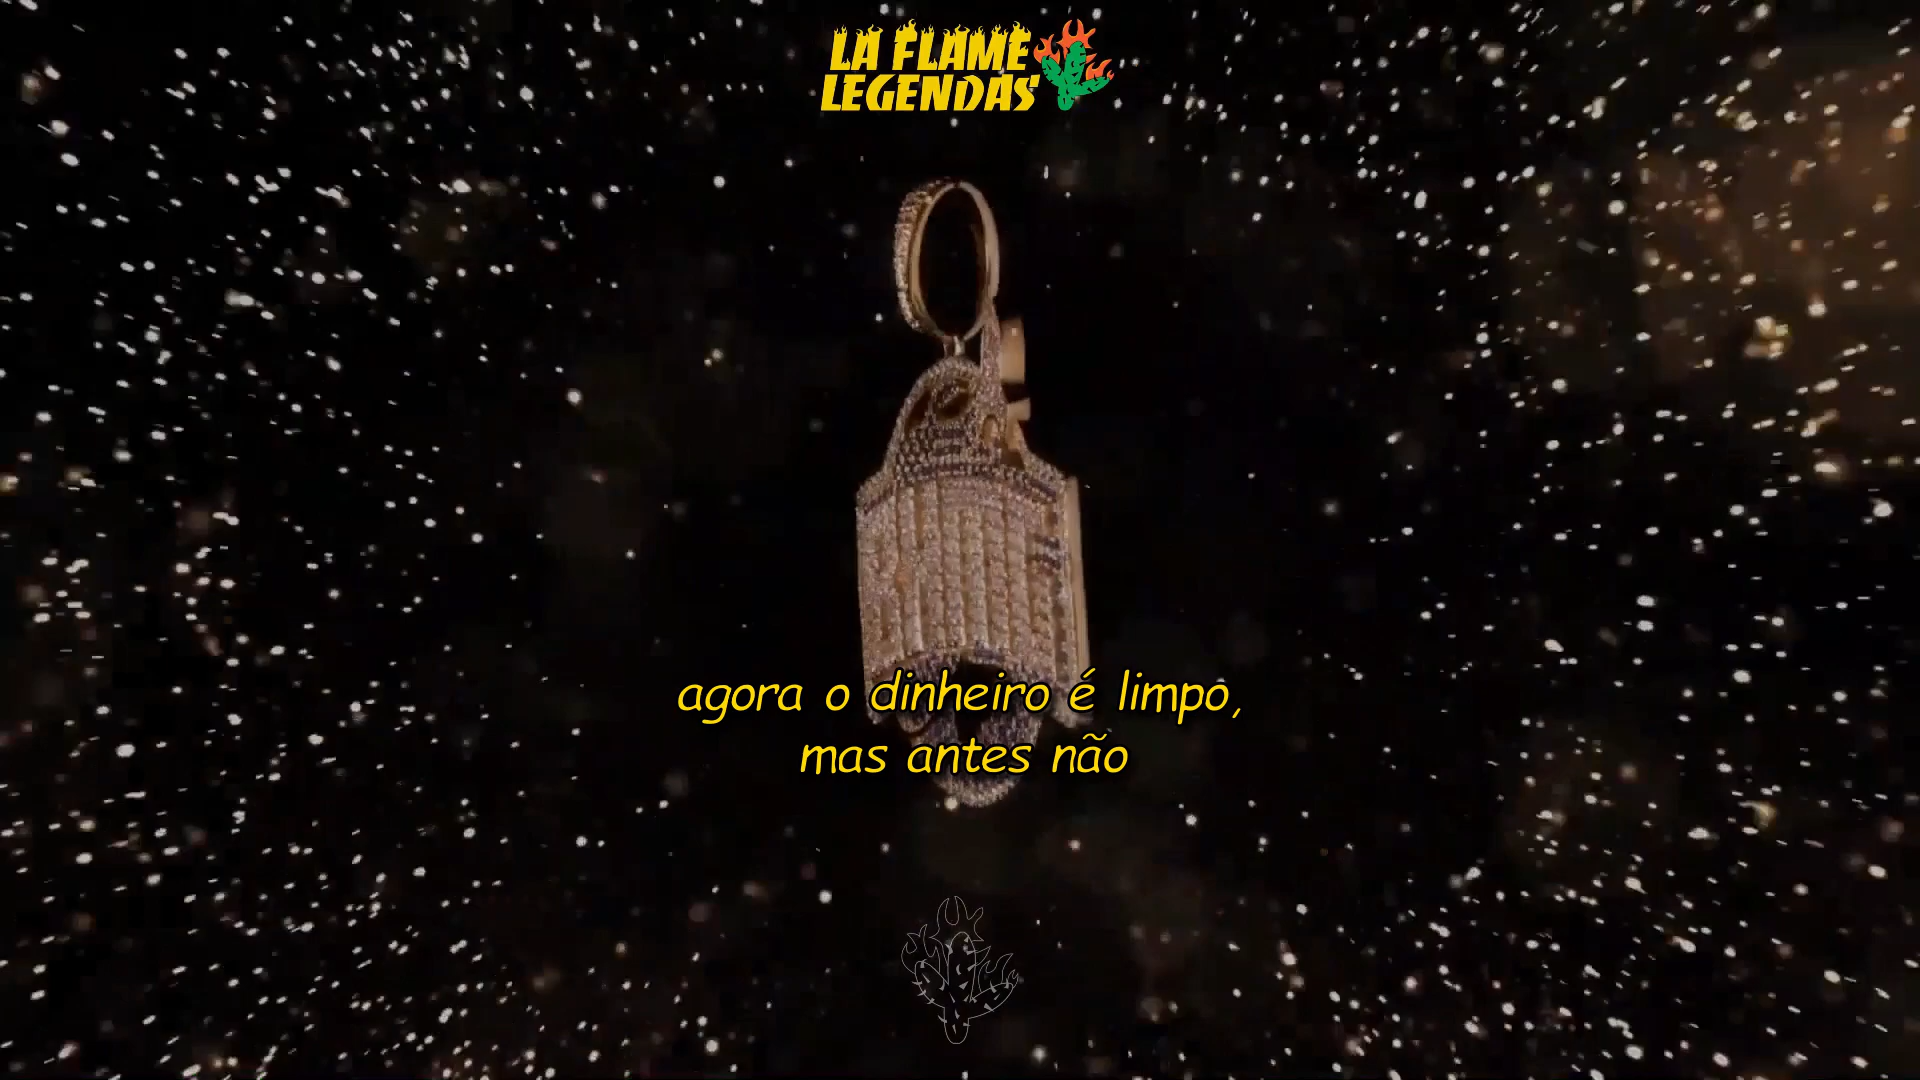 LA FLAME
LEGENDAS'
agora o dinheiro é limpo,
mas antes não